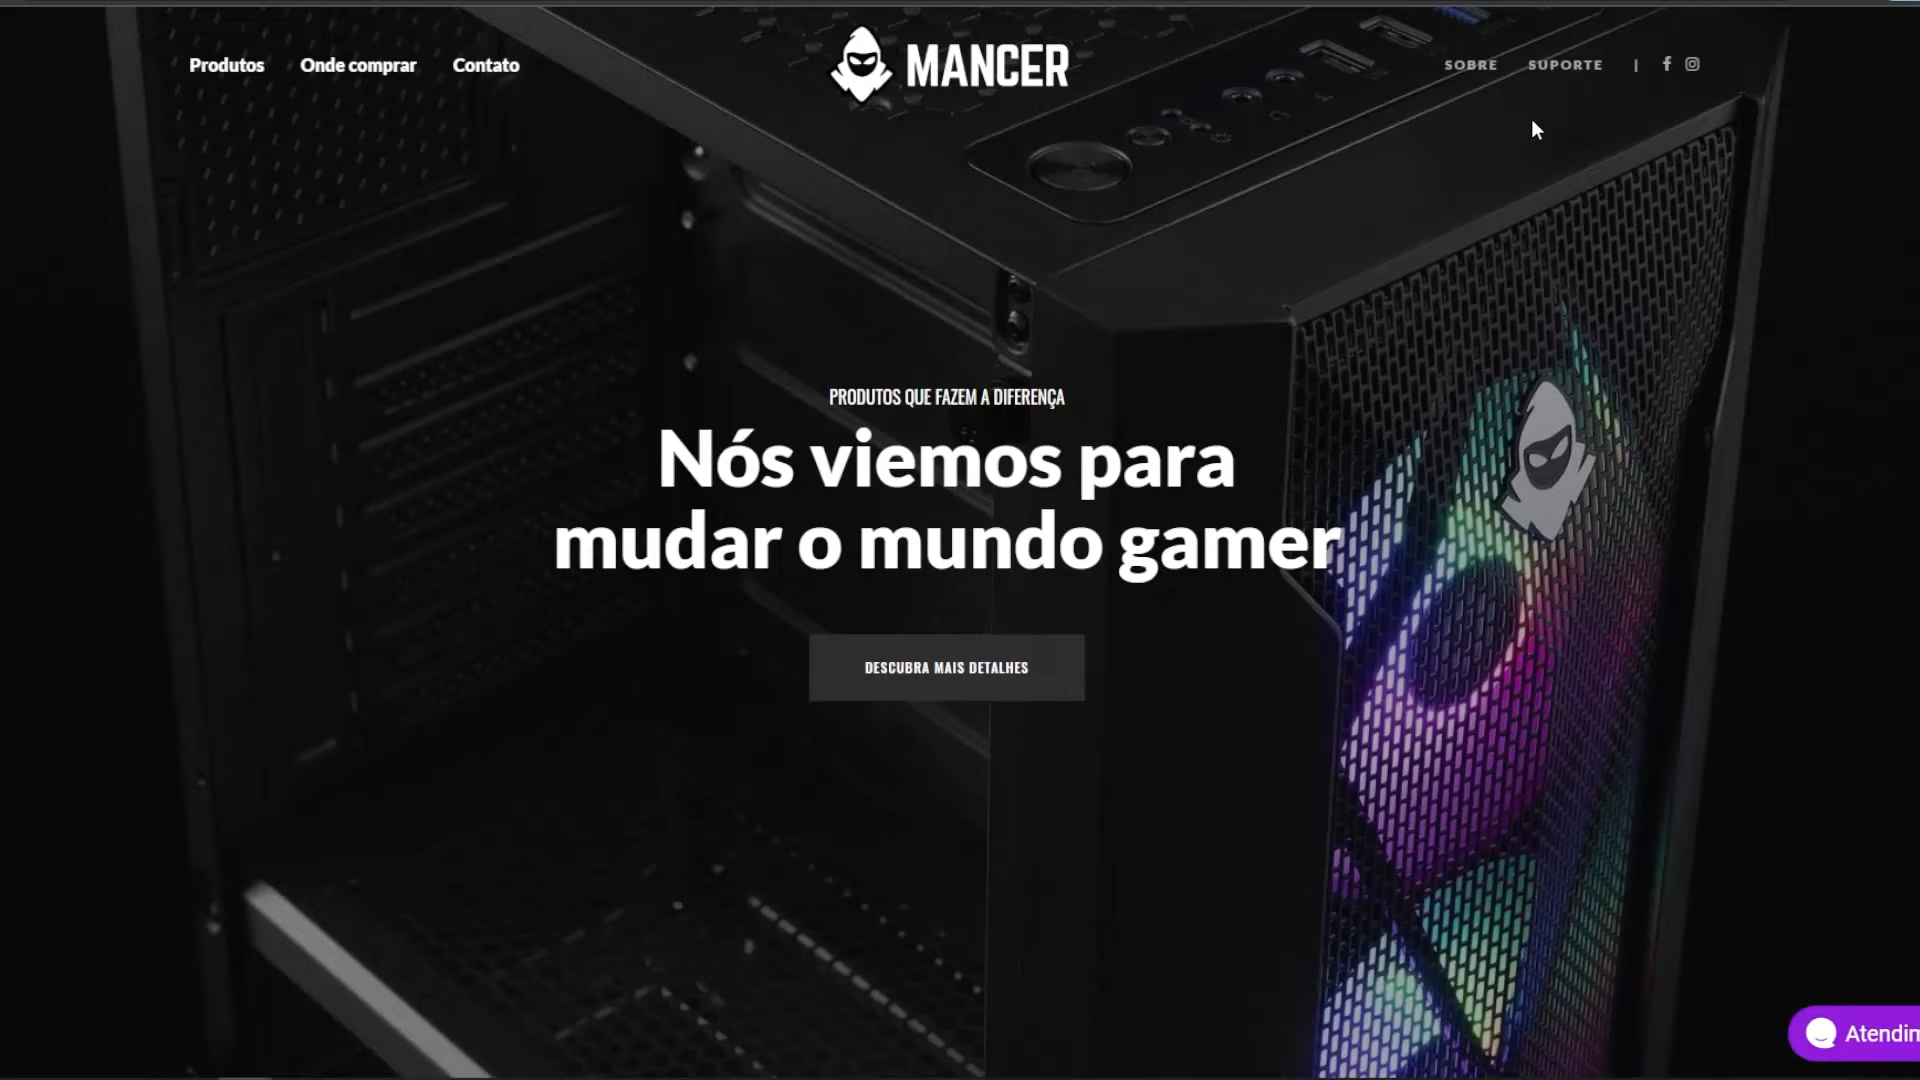 Produtos Onde comprar Contato
MANCER
SOBRE SUPORTE |
PRODUTOS QUE FAZEM A DIFERENÇA
Nós viemos para
mudar o mundo gamer
DESCUBRA MAIS DETALHES
Atendim